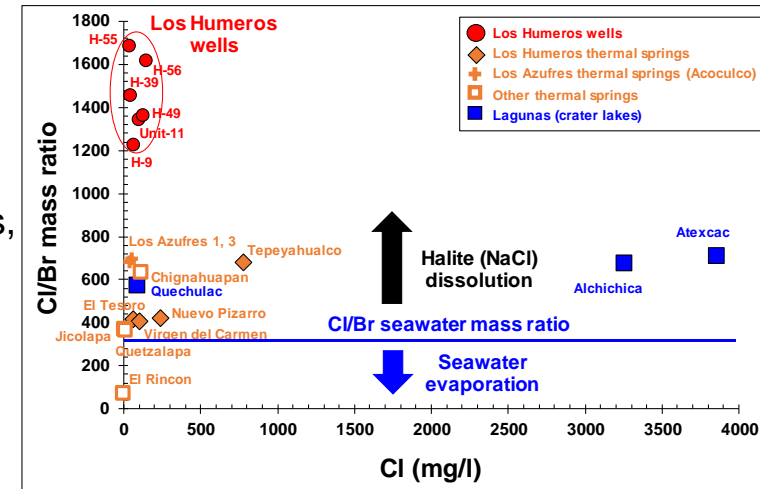 Los Humeros
wells
H-55
H-56
H-39
H-49
Unit-11
H-9
Los Humeros wells
Los Humeros thermal springs
Los Azufres thermal springs (Acoculco)
Other thermal springs
Lagunas (crater lakes)
Los Azufres 1, 3
Tepeyahualco
Chignahuapan
Quechulac
El Tesoro
Nuevo Pizarro
Jicolapa
Virgen del Carmen
Quetzalapa
El Rincon
Halite (NaCl)
dissolution
Atexcac
Alchichica
Cl/Br seawater mass ratio
Seawater
evaporation
1800
1600
1400
1200
1000
800
600
400
200
0
0 500 1000 1500 2000 2500 3000 3500 4000
Cl (mg/l)
Cl/Br mass ratio
s,